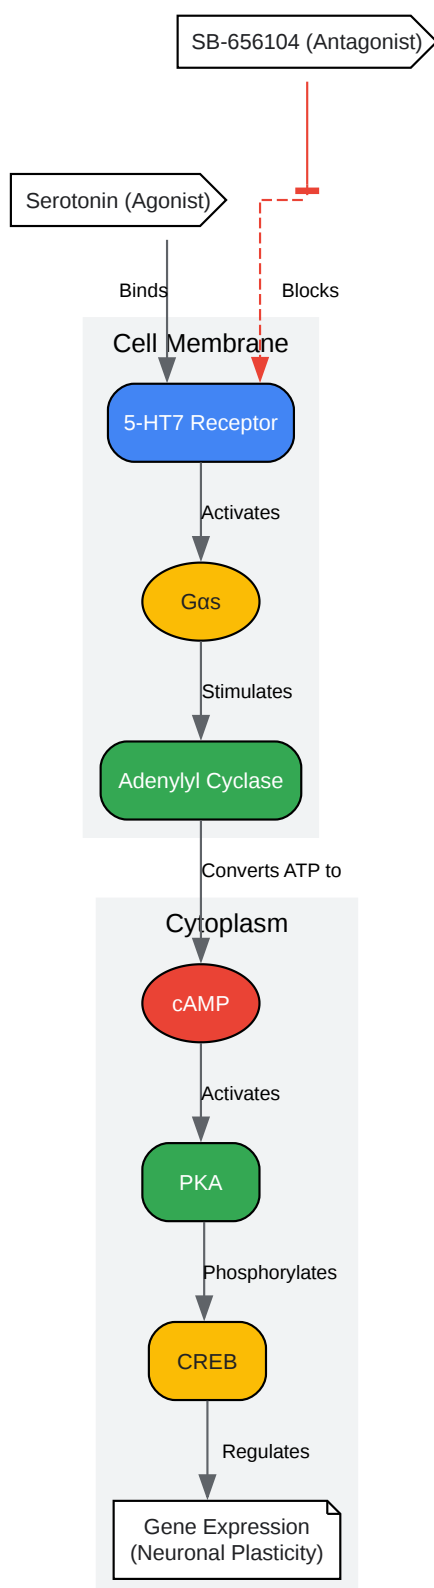 SB-656104 (Antagonist)
Serotonin (Agonist)
Binds
Blocks
Cell Membrane
5-HT7 Receptor
Activates
Gαs
Stimulates
Adenylyl Cyclase
Converts ATP to
Cytoplasm
cAMP
Activates
PKA
Phosphorylates
CREB
Regulates
Gene Expression
(Neuronal Plasticity)